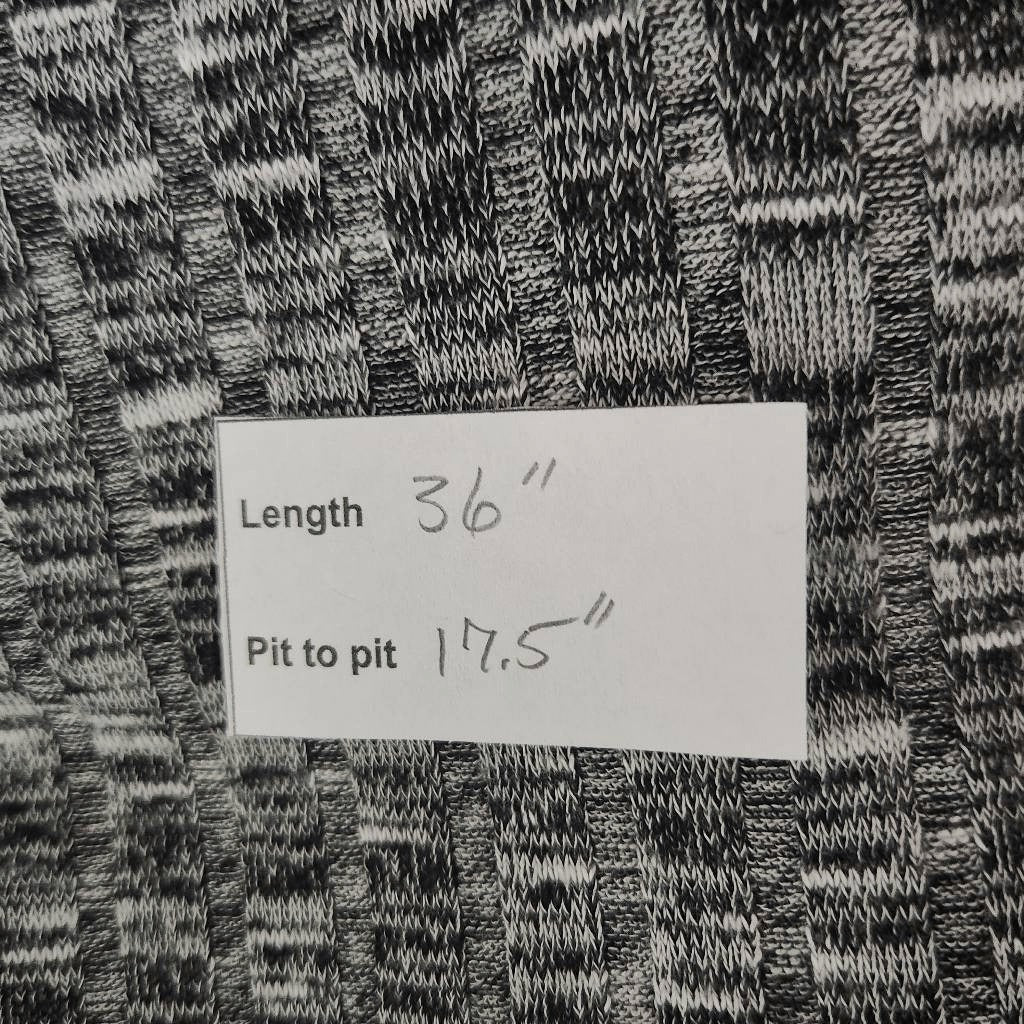 Length 36"
Pit to pit 17.5"